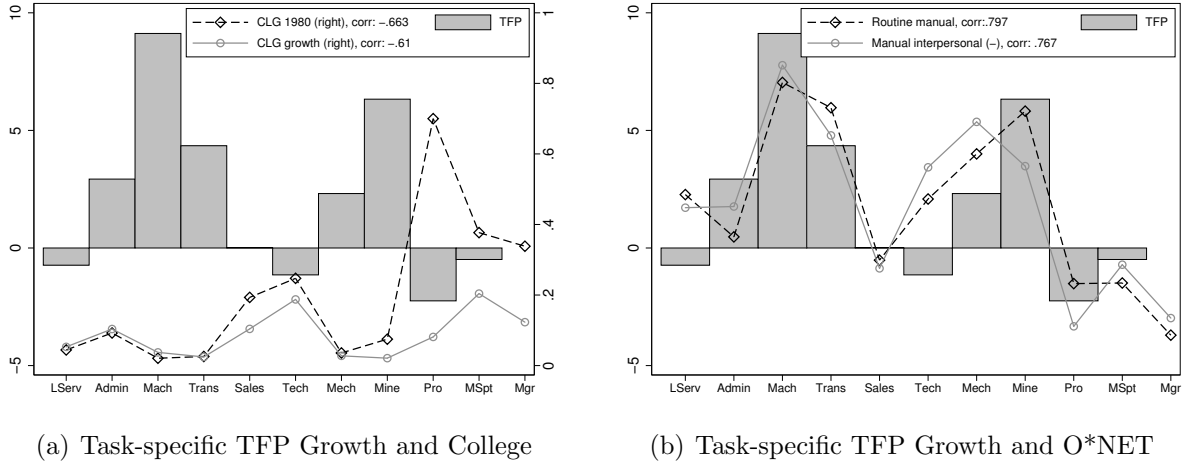 CLG 1980 (right), corr: −.663
CLG growth (right), corr: −.61
TFP
10
5
0
−5
1
.8
.6
.4
.2
0
LServ Admin Mach Trans Sales Tech Mech Mine Pro MSpt Mgr
(a) Task-specific TFP Growth and College
Routine manual, corr:.797
Manual interpersonal (−), corr: .767
TFP
10
5
0
−5
LServ Admin Mach Trans Sales Tech Mech Mine Pro MSpt Mgr
(b) Task-specific TFP Growth and O*NET